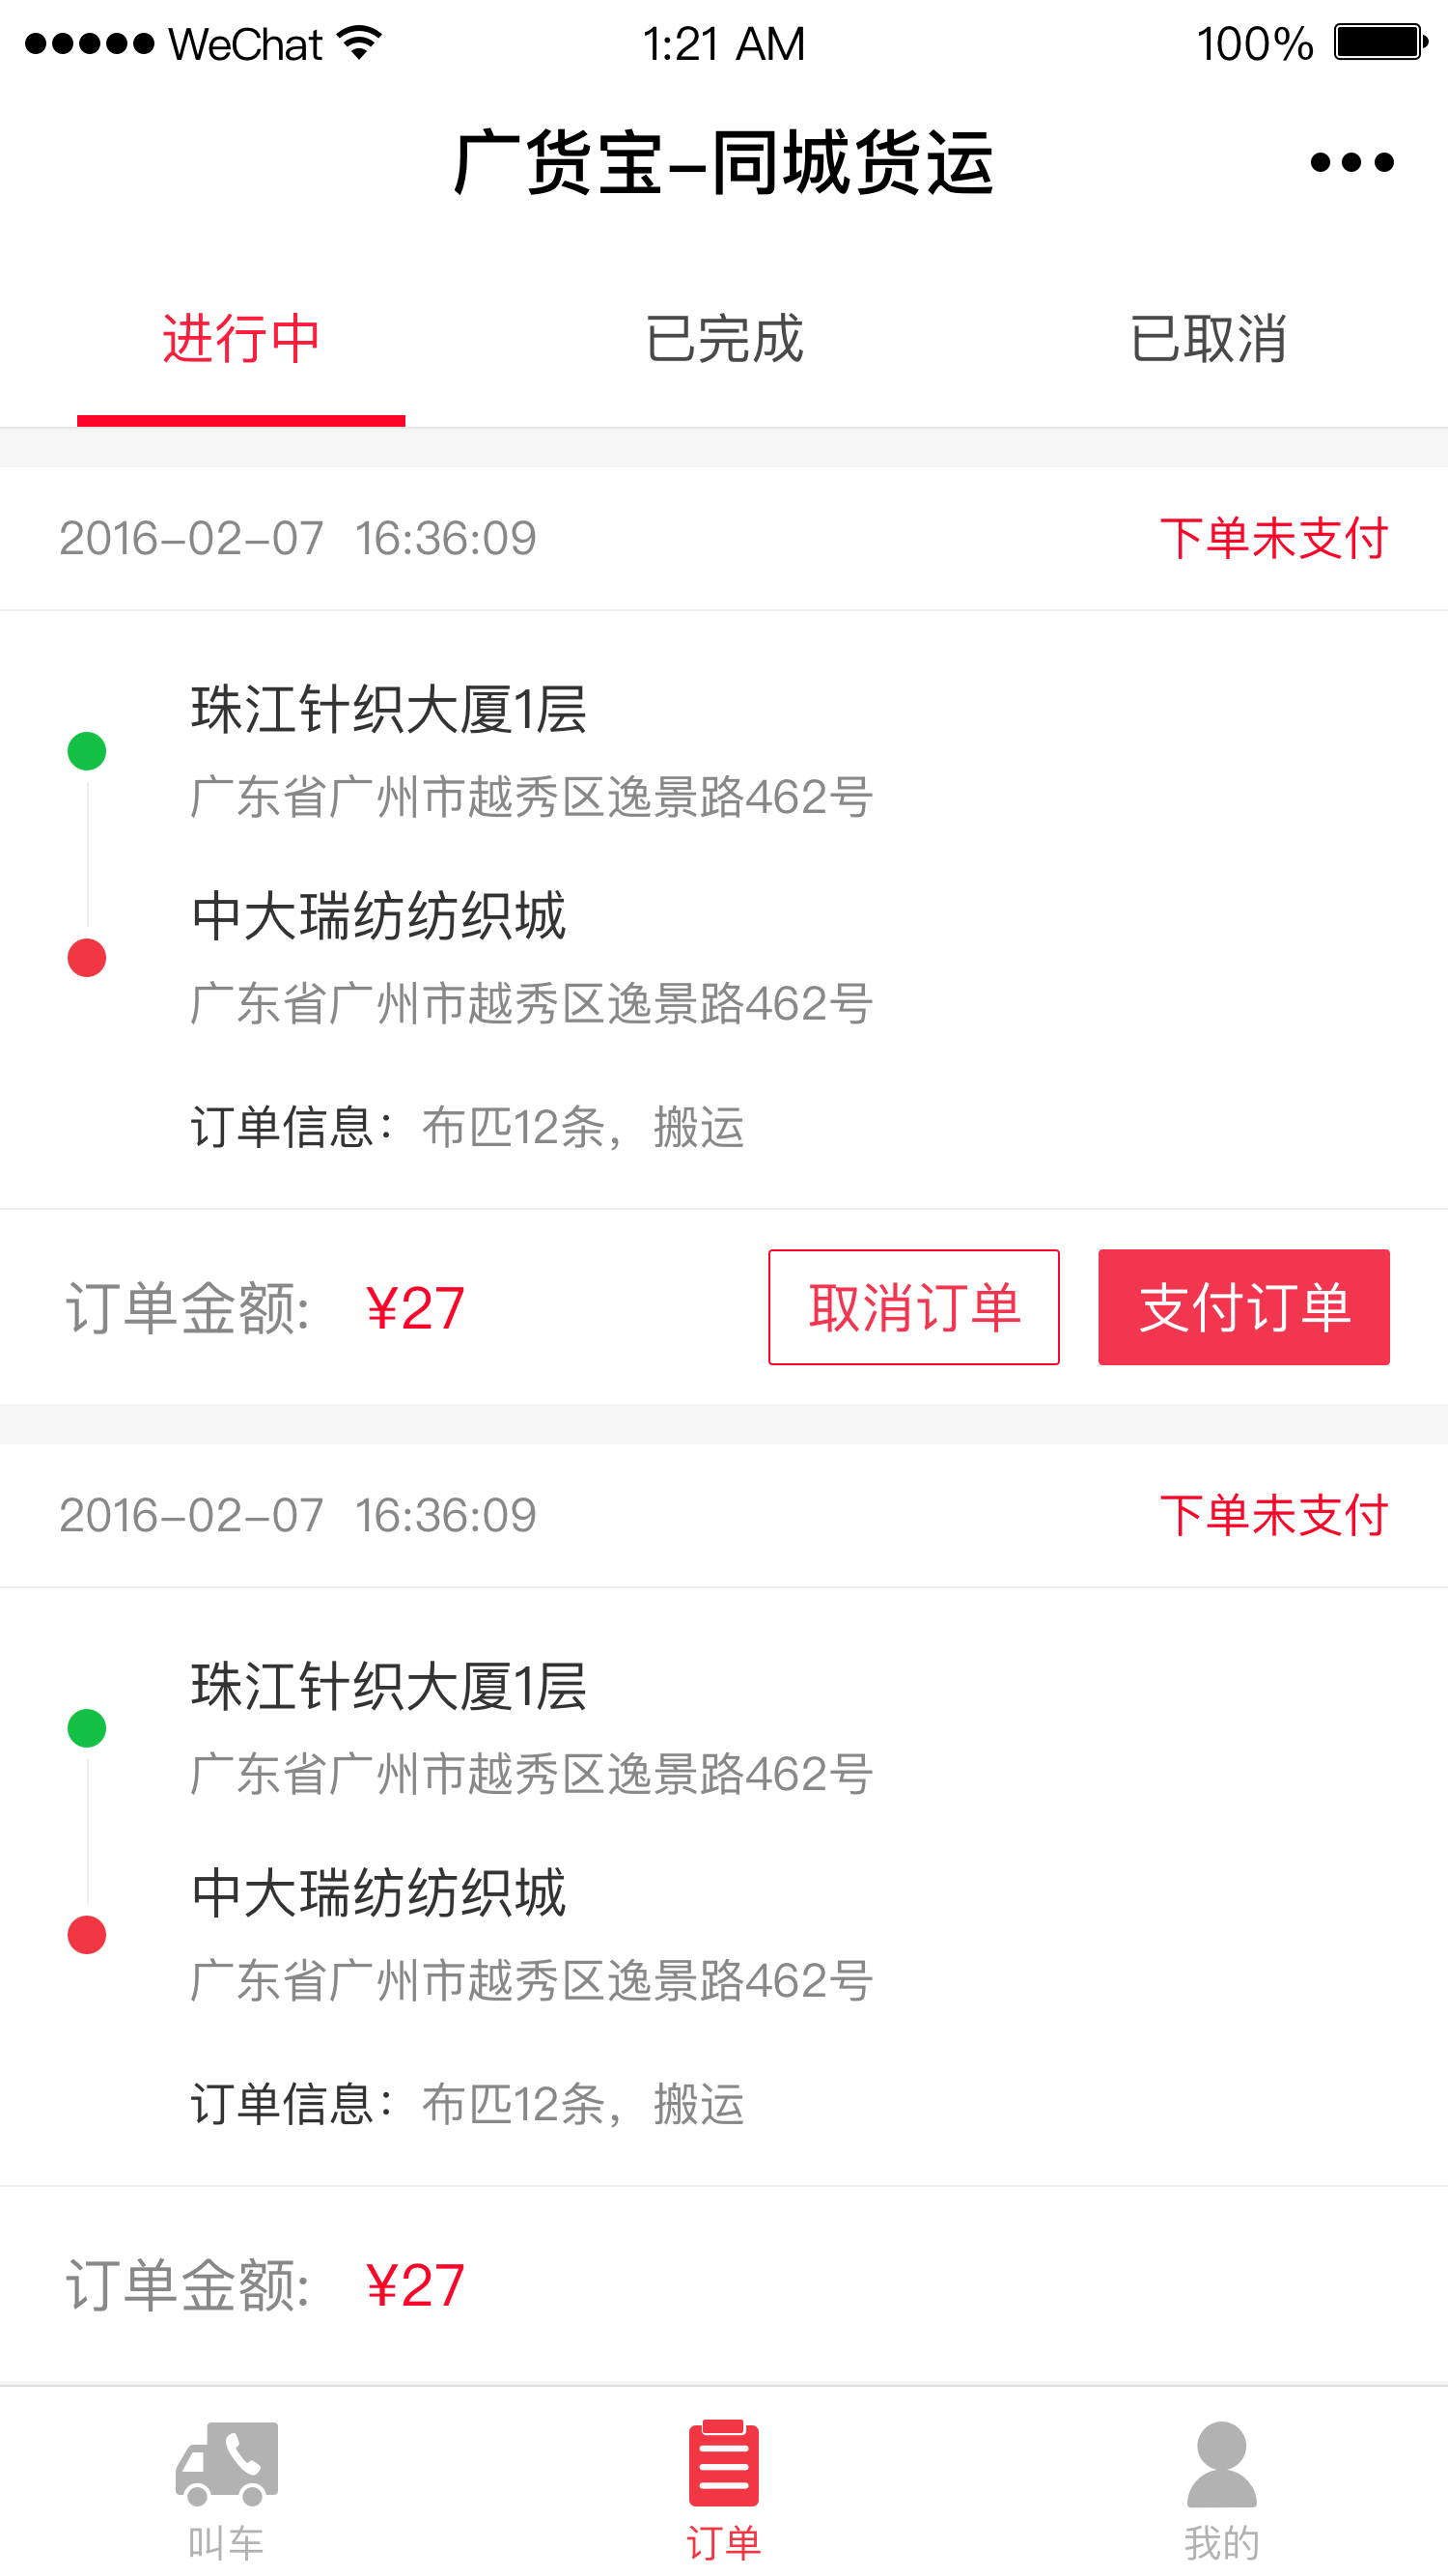 WeChat 1:21 AM 100%
广货宝-同城货运
进行中 已完成 已取消
2016-02-07 16:36:09 下单未支付
珠江针织大厦1层
广东省广州市越秀区逸景路462号
中大瑞纺纺织城
广东省广州市越秀区逸景路462号
订单信息：布匹12条，搬运
订单金额: ¥27 取消订单 支付订单
2016-02-07 16:36:09 下单未支付
珠江针织大厦1层
广东省广州市越秀区逸景路462号
中大瑞纺纺织城
广东省广州市越秀区逸景路462号
订单信息：布匹12条，搬运
订单金额: ¥27
叫车 订单 我的